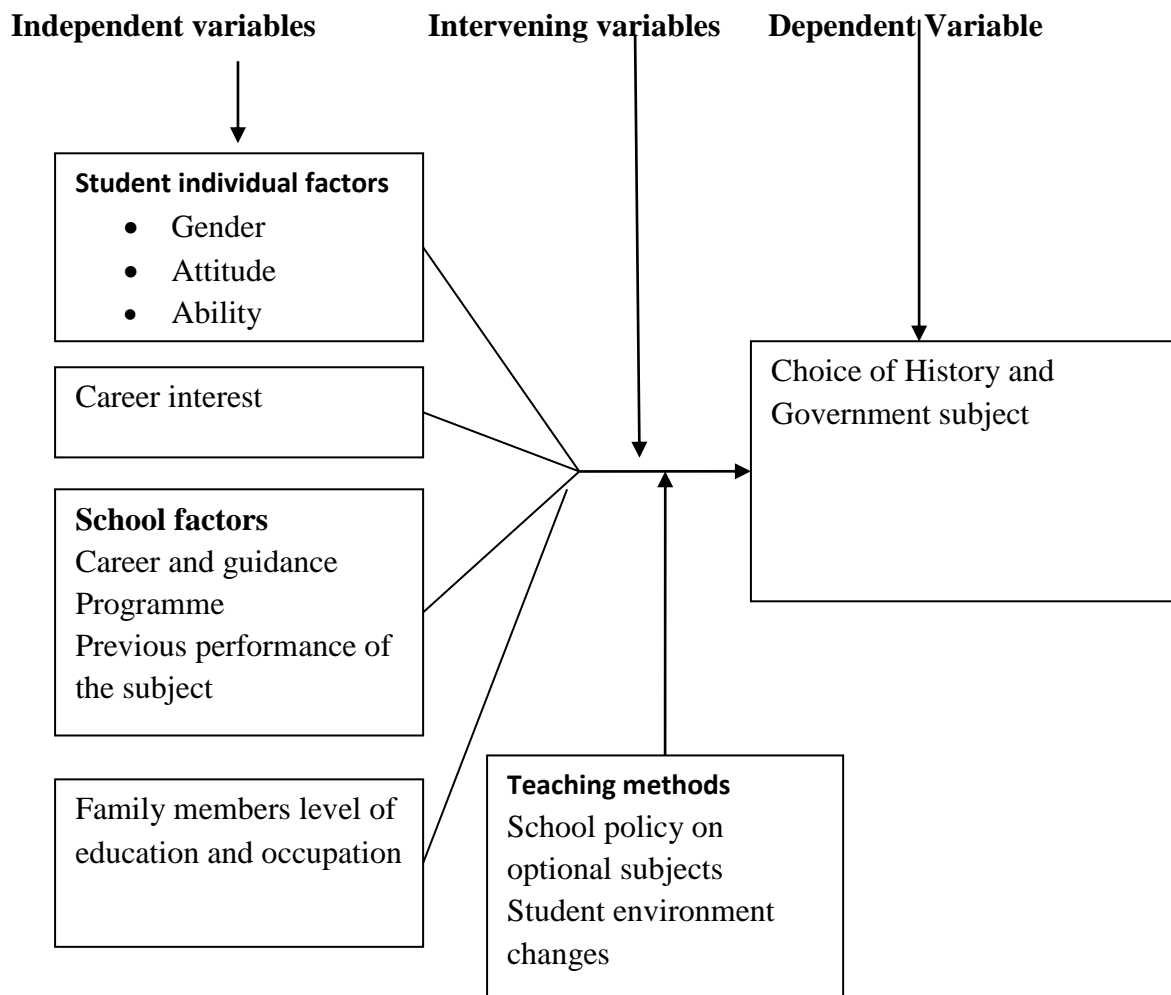 Independent variables
Intervening variables
Dependent Variable
Student individual factors
• Gender
• Attitude
• Ability
Career interest
School factors
Career and guidance
Programme
Previous performance of
the subject
Family members level of
education and occupation
Teaching methods
School policy on
optional subjects
Student environment
changes
Choice of History and
Government subject